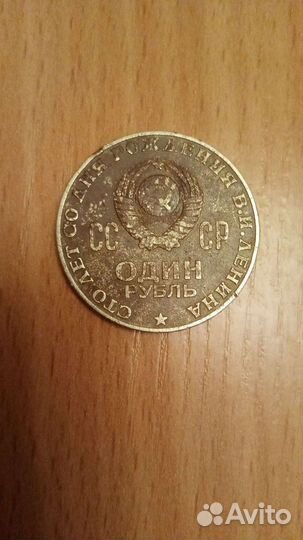 СТО ЛЕТ СО ДНЯ РОЖДЕНИЯ В.И.ЛЕНИНА
СС СР
ОДИН
РУБЛЬ
Avito